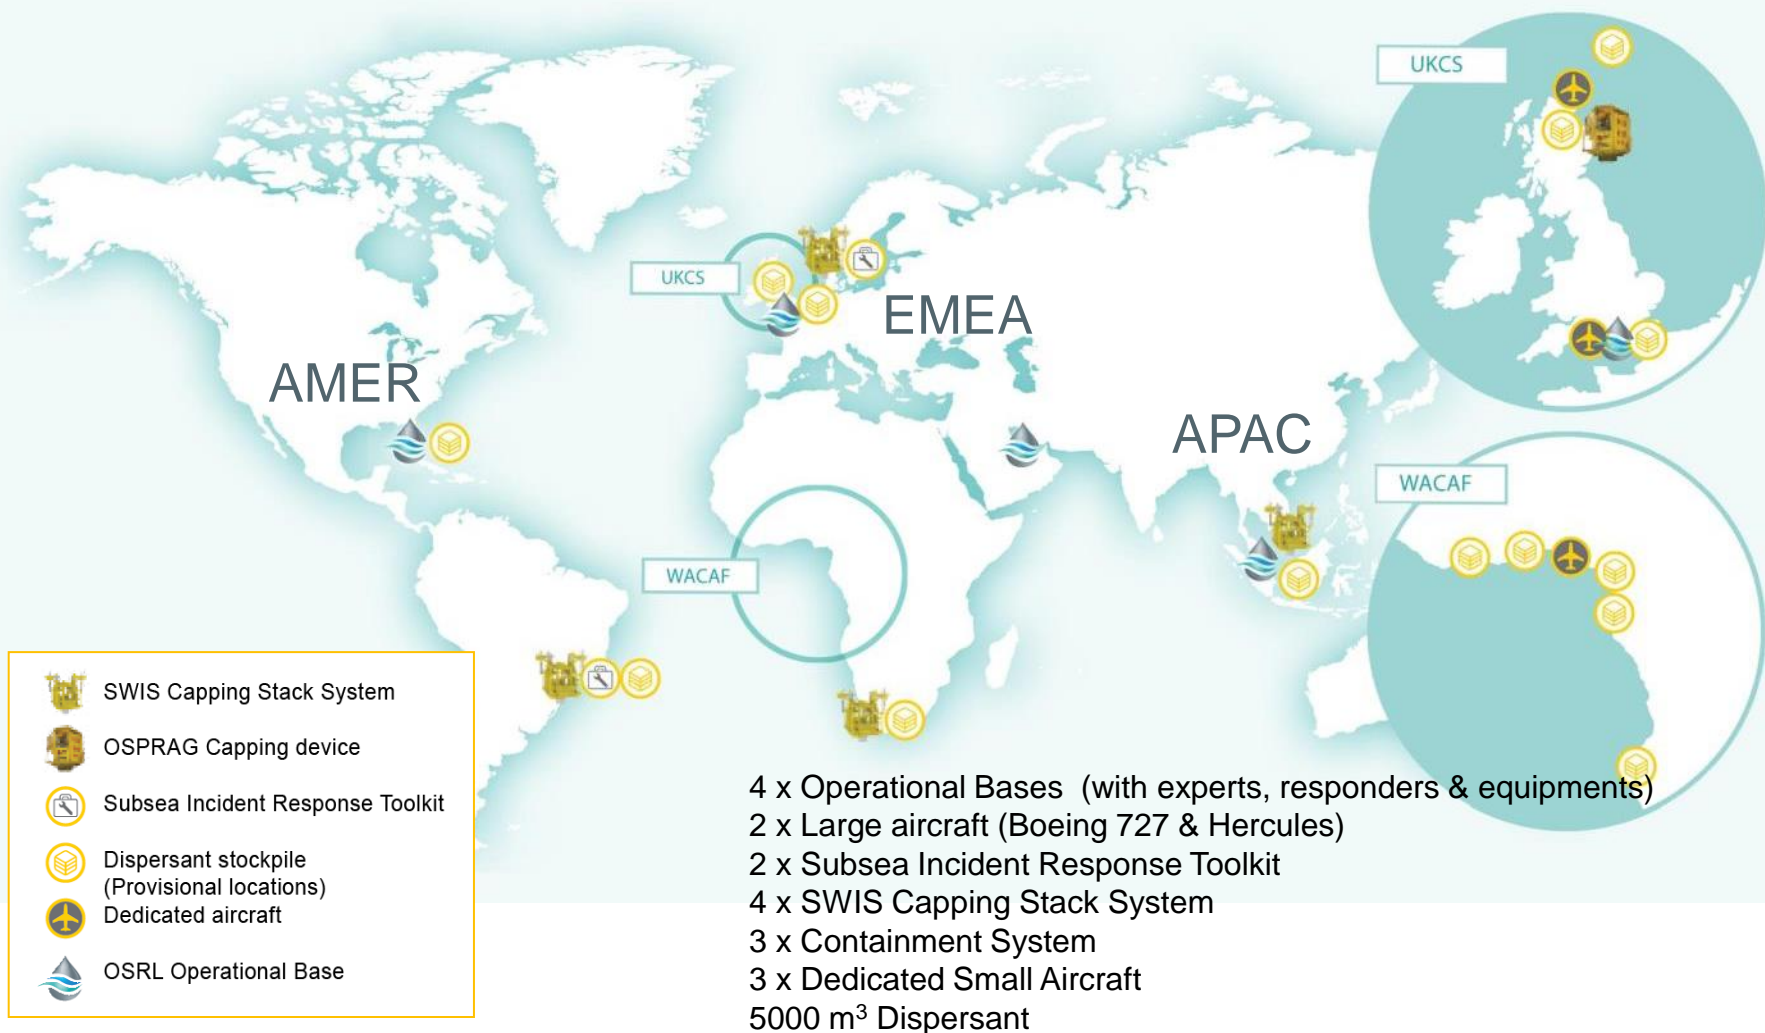 UKCS
UKCS
EMEA
AMER
APAC
WACAF
WACAF
SWIS Capping Stack System
OSPRAG Capping device
Subsea Incident Response Toolkit
Dispersant stockpile
(Provisional locations)
Dedicated aircraft
OSRL Operational Base
4 x Operational Bases (with experts, responders & equipments)
2 x Large aircraft (Boeing 727 & Hercules)
2 x Subsea Incident Response Toolkit
4 x SWIS Capping Stack System
3 x Containment System
3 x Dedicated Small Aircraft
5000 m³ Dispersant